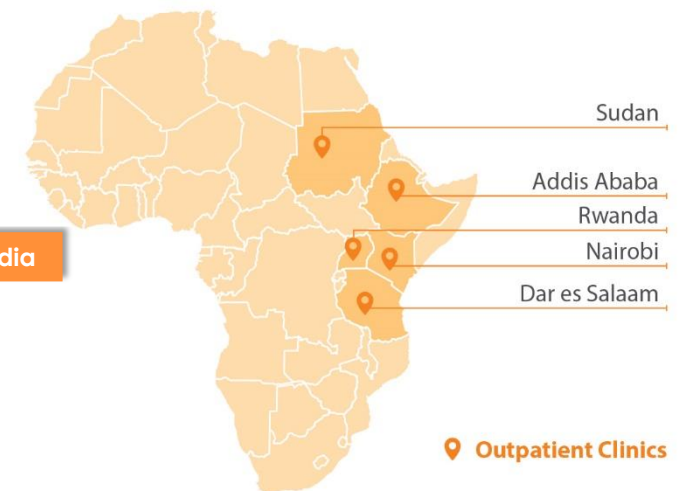 Sudan
Addis Ababa
Rwanda
Nairobi
dia
Dar es Salaam
Outpatient Clinics